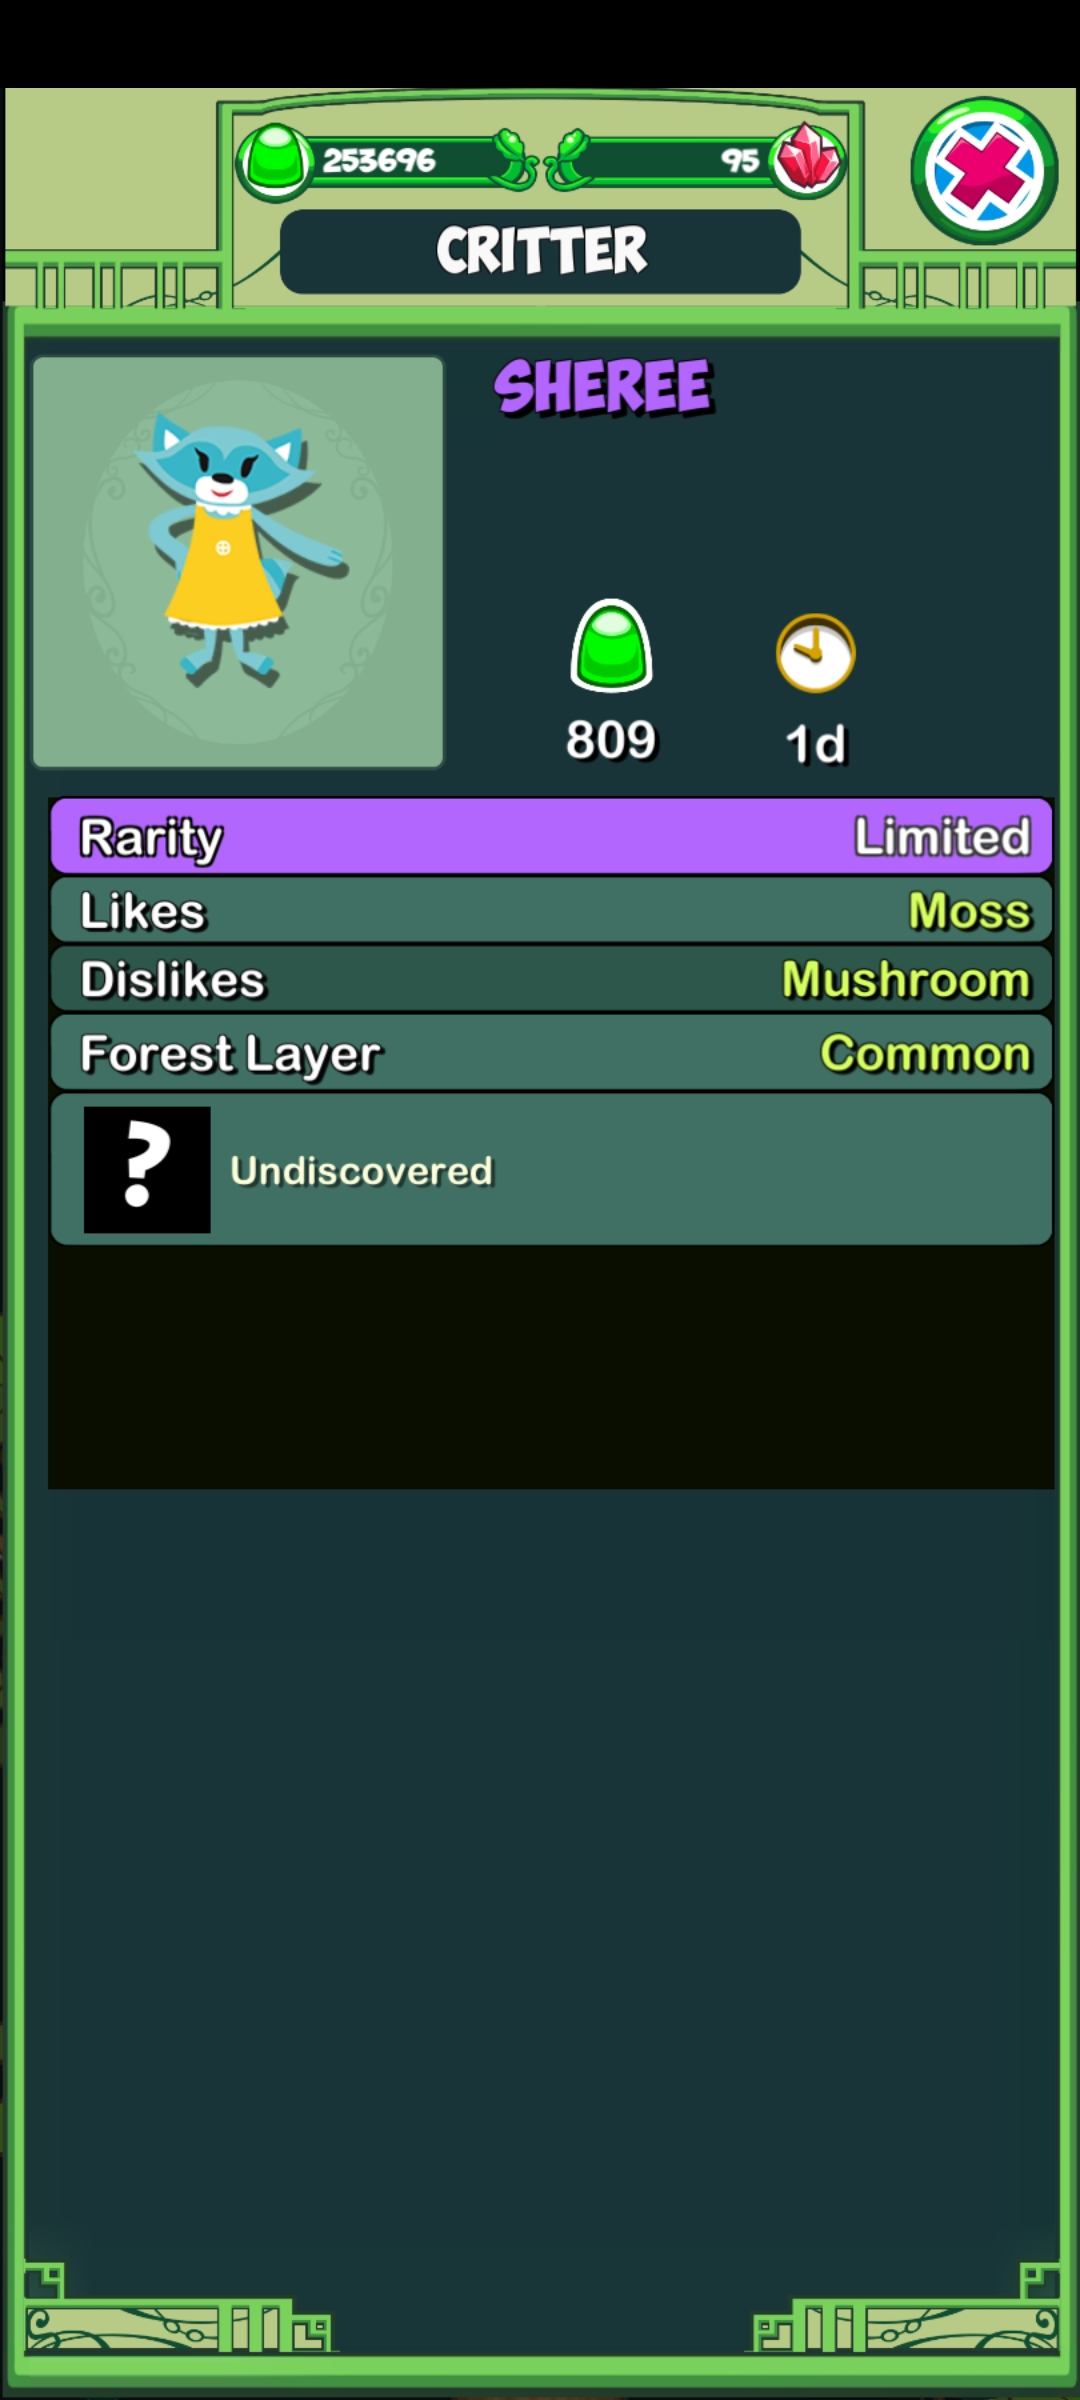 253696
95
CRITTER
SHEREE
809
1d
Rarity Limited
Likes Moss
Dislikes Mushroom
Forest Layer Common
? Undiscovered